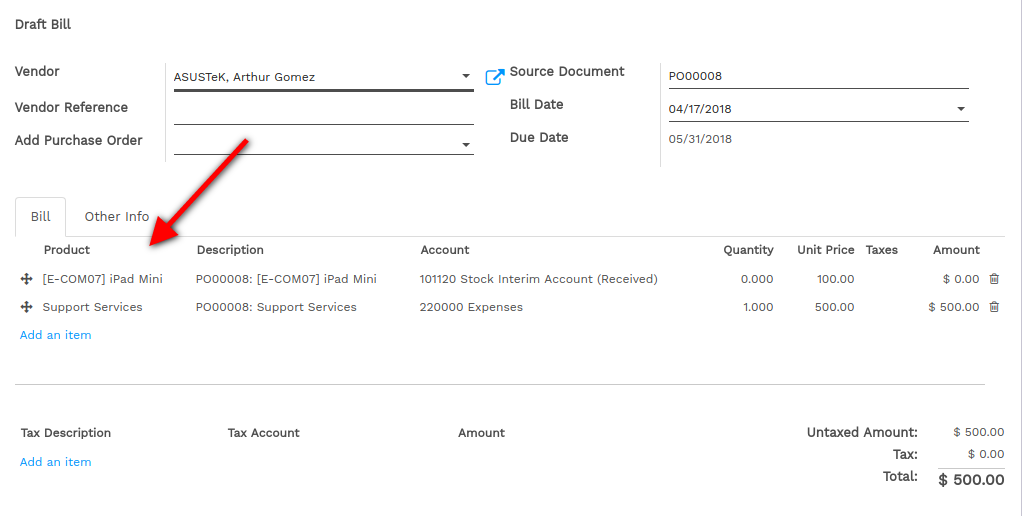 Draft Bill
Vendor ASUSTeK, Arthur Gomez Source Document PO00008
Vendor Reference Bill Date 04/17/2018
Add Purchase Order Due Date 05/31/2018
Bill Other Info
Product Description Account Quantity Unit Price Taxes Amount
[E-COM07] iPad Mini PO00008: [E-COM07] iPad Mini 101120 Stock Interim Account (Received) 0.000 100.00 $ 0.00
Support Services PO00008: Support Services 220000 Expenses 1.000 500.00 $ 500.00
Add an item
Tax Description Tax Account Amount Untaxed Amount: $ 500.00
Add an item Tax: $ 0.00
Total: $ 500.00